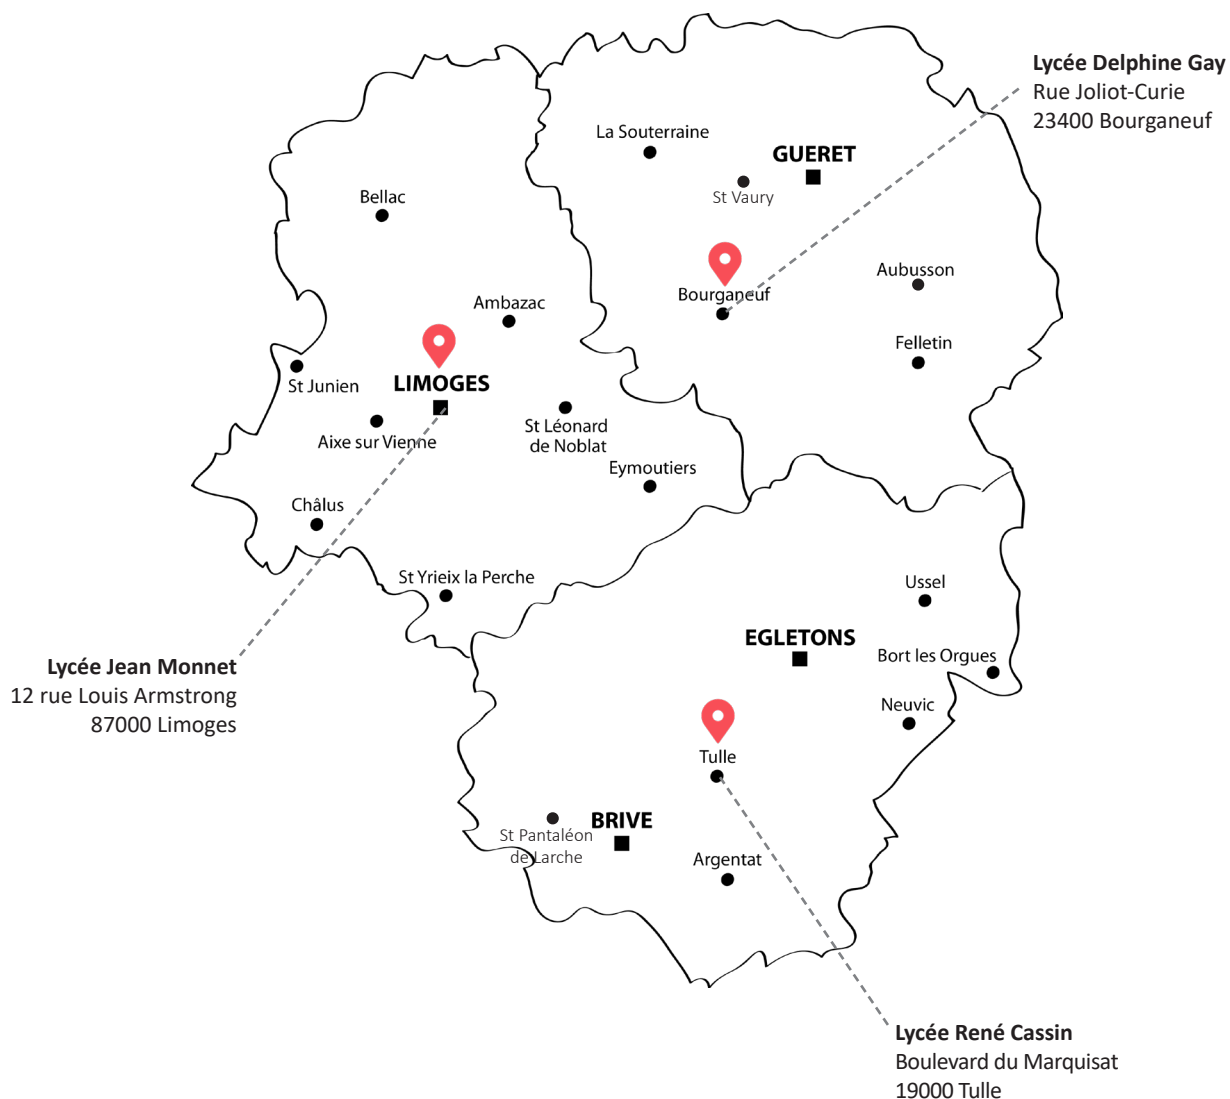 Lycée Delphine Gay
Rue Joliot-Curie
23400 Bourganeuf
La Souterraine
GUERET
St Vaury
Bellac
Bourganeuf
Aubusson
Ambazac
Felletin
St Junien
LIMOGES
Aixe sur Vienne
St Léonard
de Noblat
Eymoutiers
Châlus
St Yrieix la Perche
Ussel
EGLETONS
Bort les Orgues
Lycée Jean Monnet
12 rue Louis Armstrong
87000 Limoges
Neuvic
Tulle
BRIVE
St Pantaléon
de Larche
Argentat
Lycée René Cassin
Boulevard du Marquisat
19000 Tulle